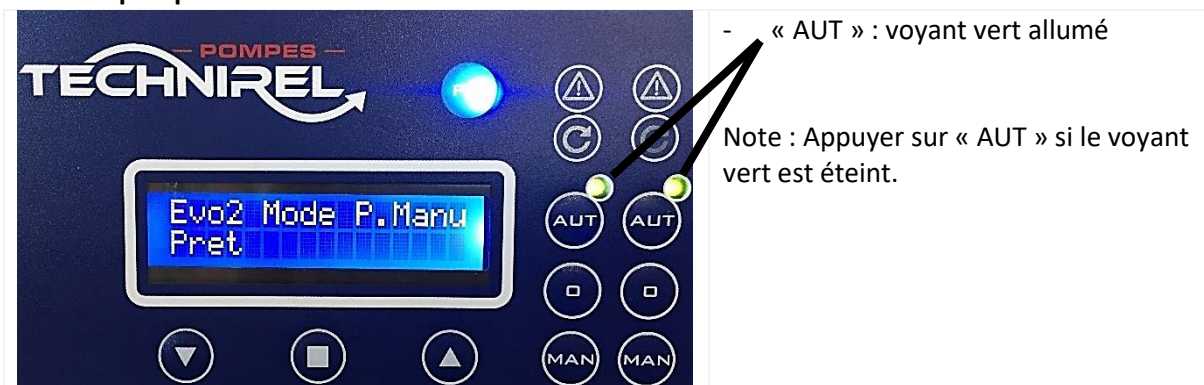 — POMPES —
TECHNIREL
Evo2 Mode P.Manu
Pret
AUT AUT
MAN MAN
- « AUT » : voyant vert allumé
Note : Appuyer sur « AUT » si le voyant
vert est éteint.